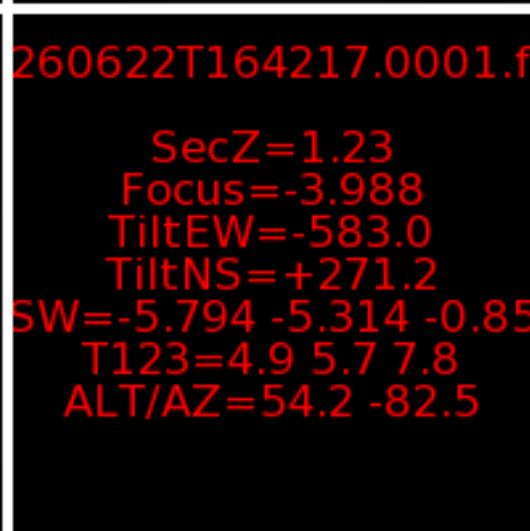 260622T164217.0001.f
SecZ=1.23
Focus=-3.988
TiltEW=-583.0
TiltNS=+271.2
SW=-5.794 -5.314 -0.85
T123=4.9 5.7 7.8
ALT/AZ=54.2 -82.5